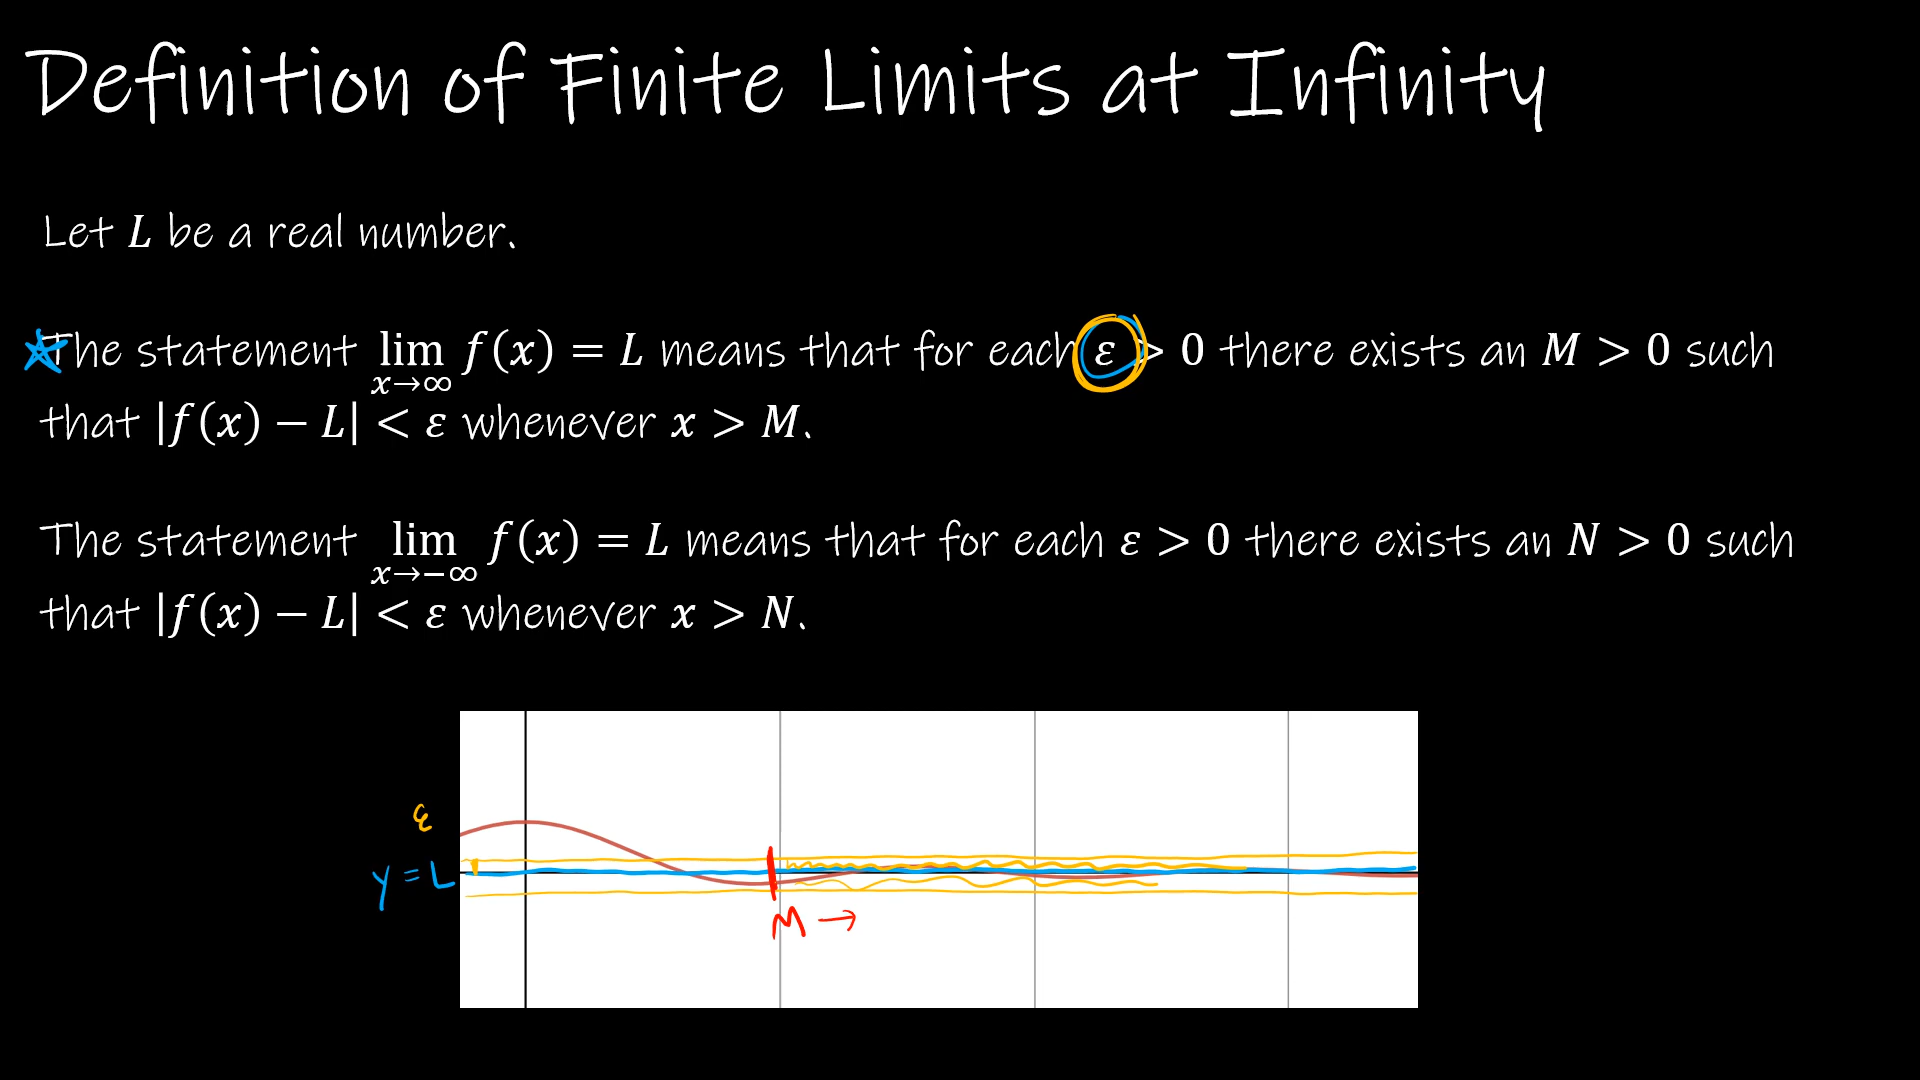 Definition of Finite Limits at Infinity
Let L be a real number.
The statement lim f(x) = L means that for each ε > 0 there exists an M > 0 such
x→∞
that |f(x) − L| < ε whenever x > M.
The statement lim f(x) = L means that for each ε > 0 there exists an N > 0 such
x→−∞
that |f(x) − L| < ε whenever x > N.
ε
y = L
M →